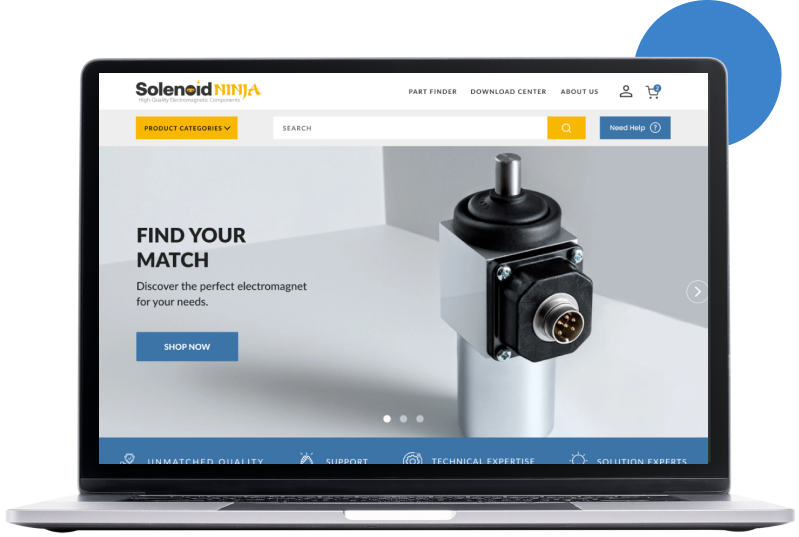 Solenoid NINJA
High-Quality Electromagnetic Components
PART FINDER DOWNLOAD CENTER ABOUT US
2
PRODUCT CATEGORIES
SEARCH
Need Help ?
FIND YOUR
MATCH
Discover the perfect electromagnet
for your needs.
SHOP NOW
UNMATCHED QUALITY SUPPORT TECHNICAL EXPERTISE SOLUTION EXPERTS